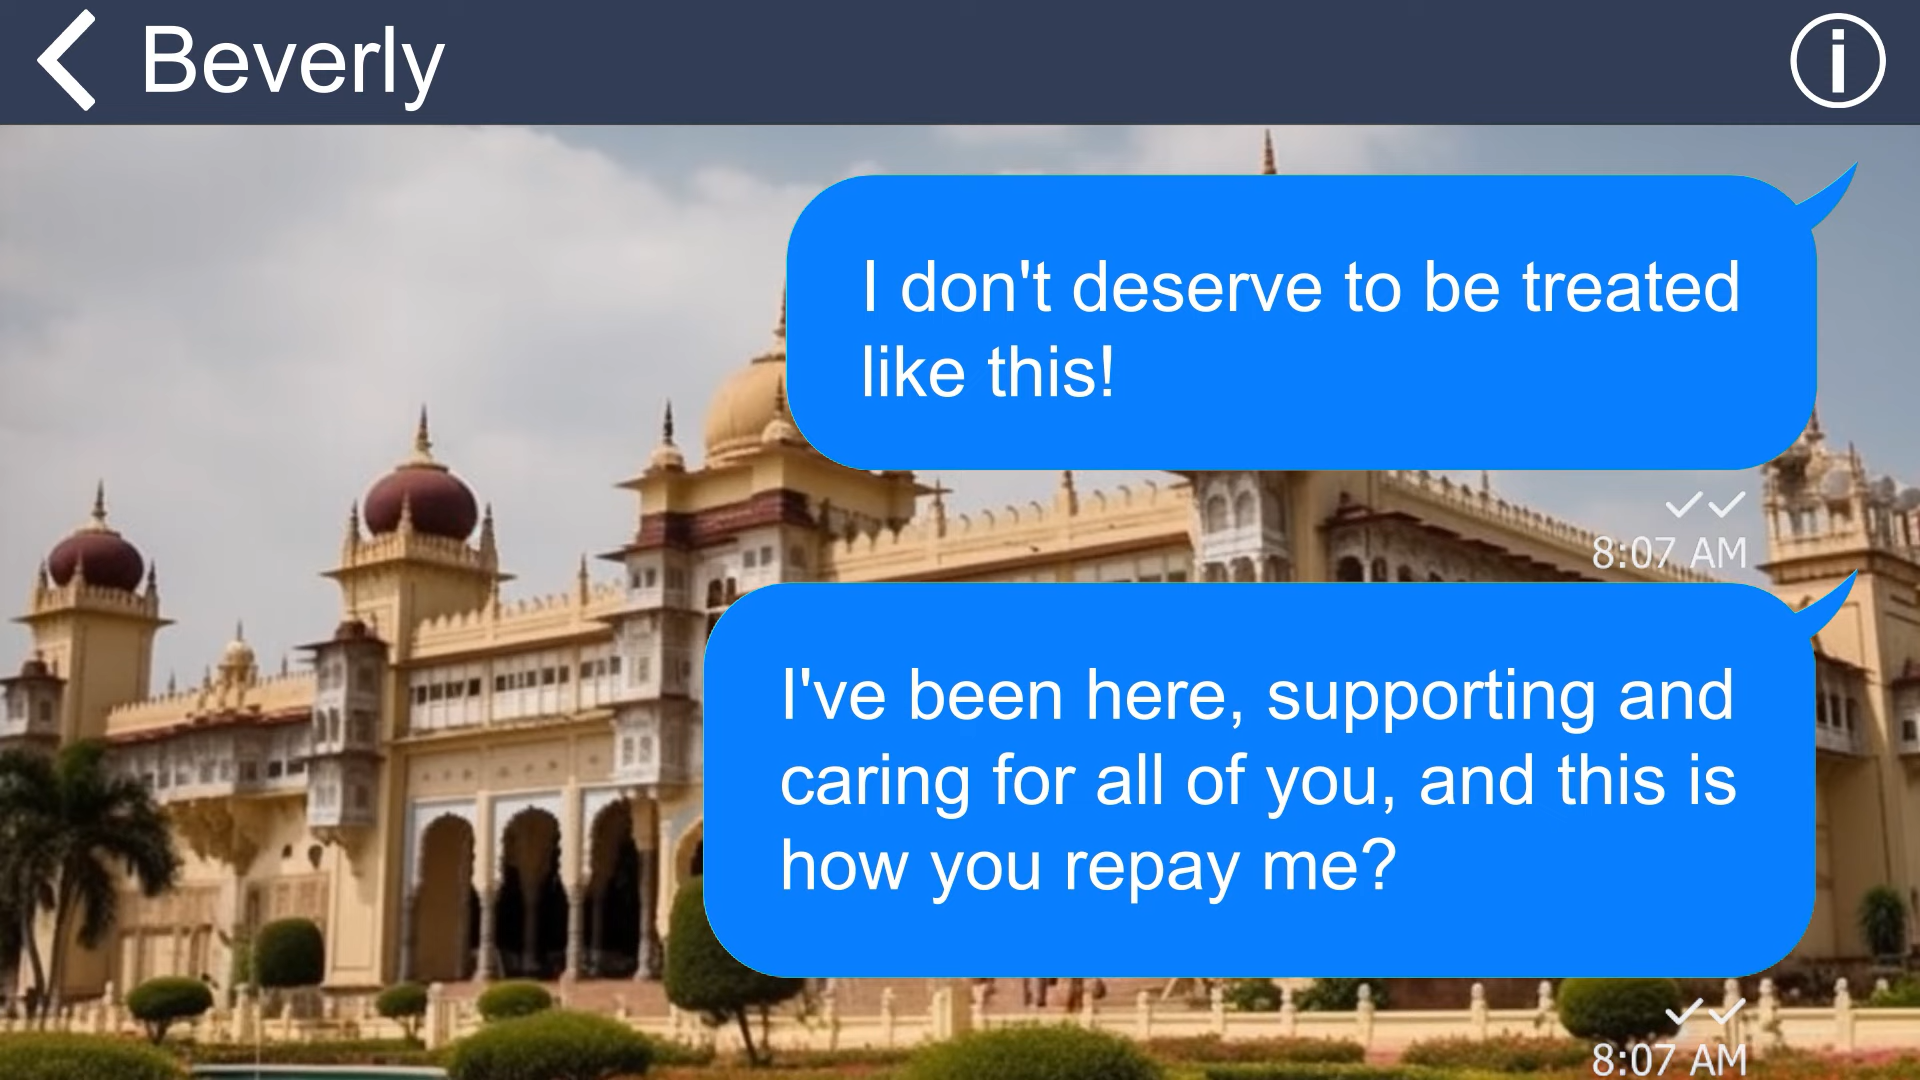 Beverly
I don't deserve to be treated
like this!
8:07 AM
I've been here, supporting and
caring for all of you, and this is
how you repay me?
8:07 AM